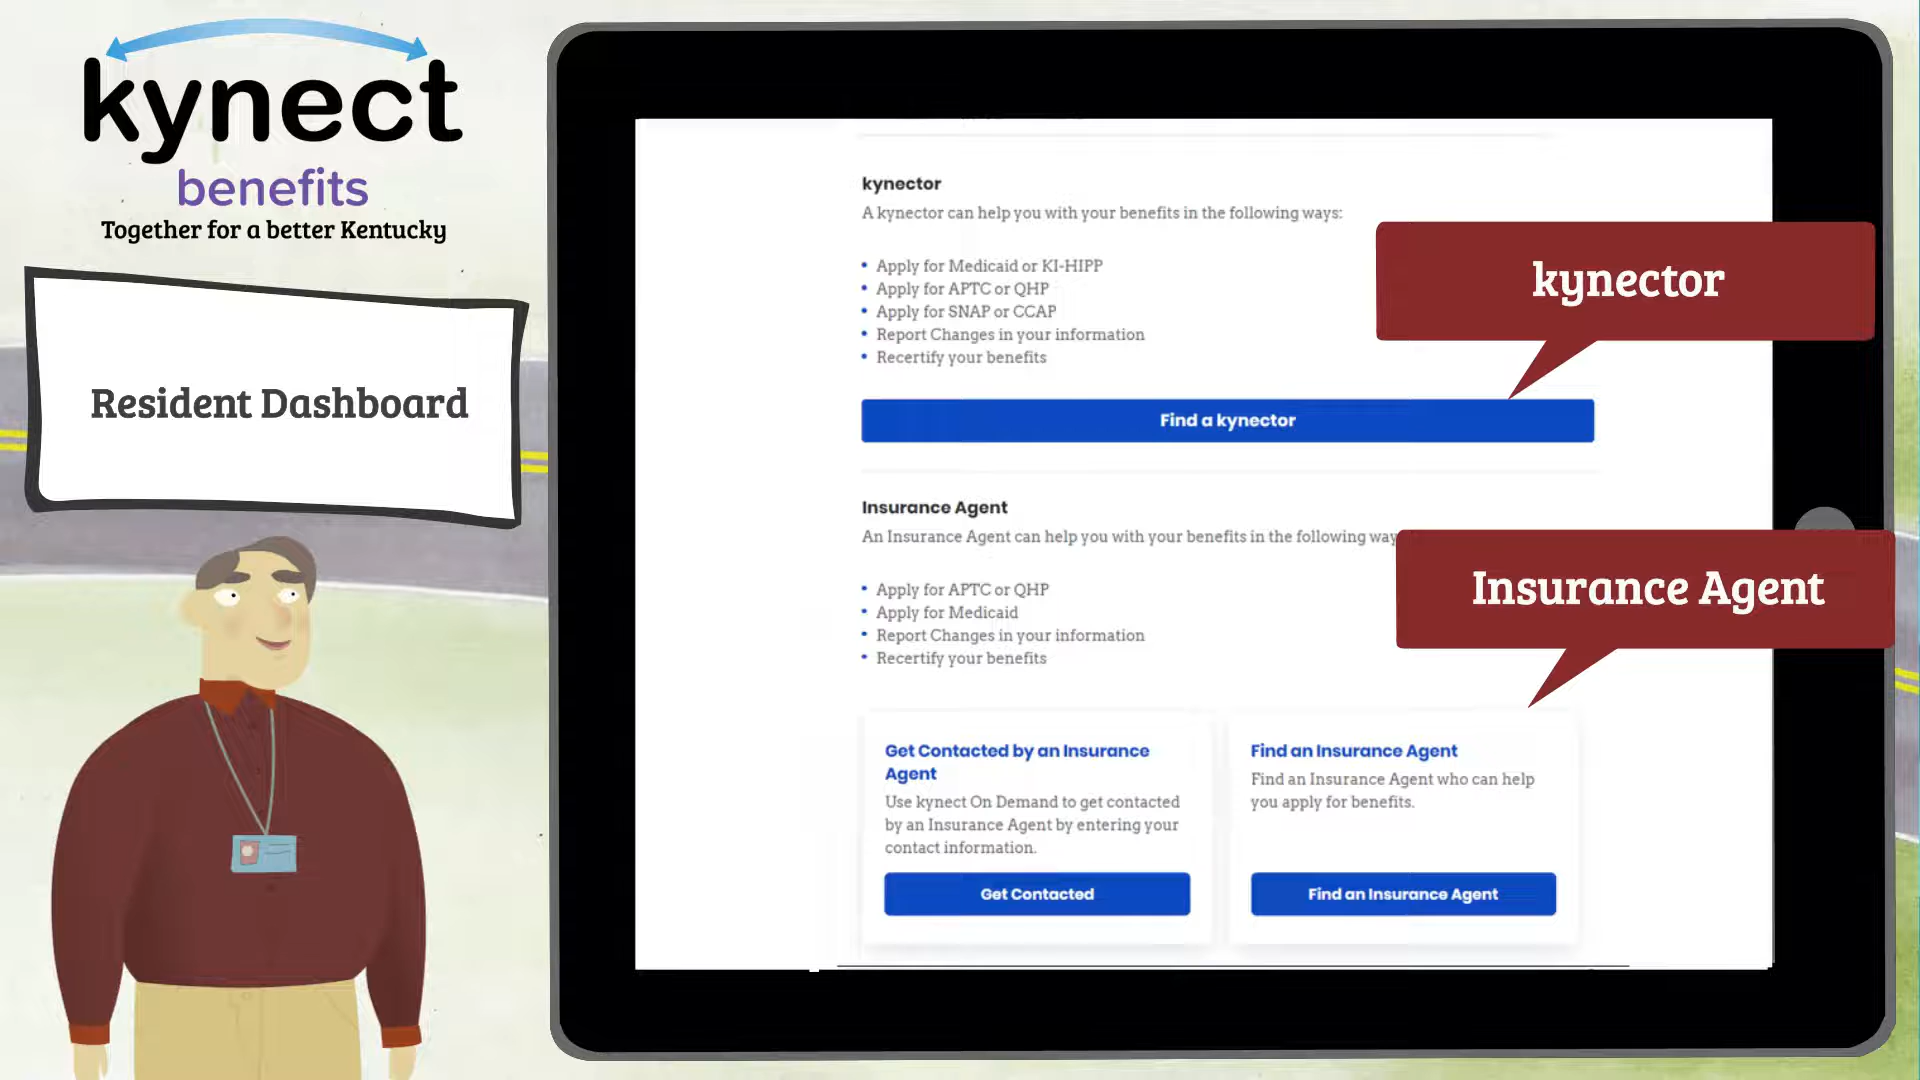 kynect
benefits
Together for a better Kentucky
Resident Dashboard
kynector
A kynector can help you with your benefits in the following ways:
• Apply for Medicaid or KI-HIPP
• Apply for APTC or QHP
• Apply for SNAP or CCAP
• Report Changes in your information
• Recertify your benefits
Find a kynector
kynector
Insurance Agent
An Insurance Agent can help you with your benefits in the following
• Apply for APTC or QHP
• Apply for Medicaid
• Report Changes in your information
• Recertify your benefits
Insurance Agent
Get Contacted by an Insurance
Agent
Use kynect On Demand to get contacted
by an Insurance Agent by entering your
contact information.
Get Contacted
Find an Insurance Agent
Find an Insurance Agent who can help
you apply for benefits.
Find an Insurance Agent